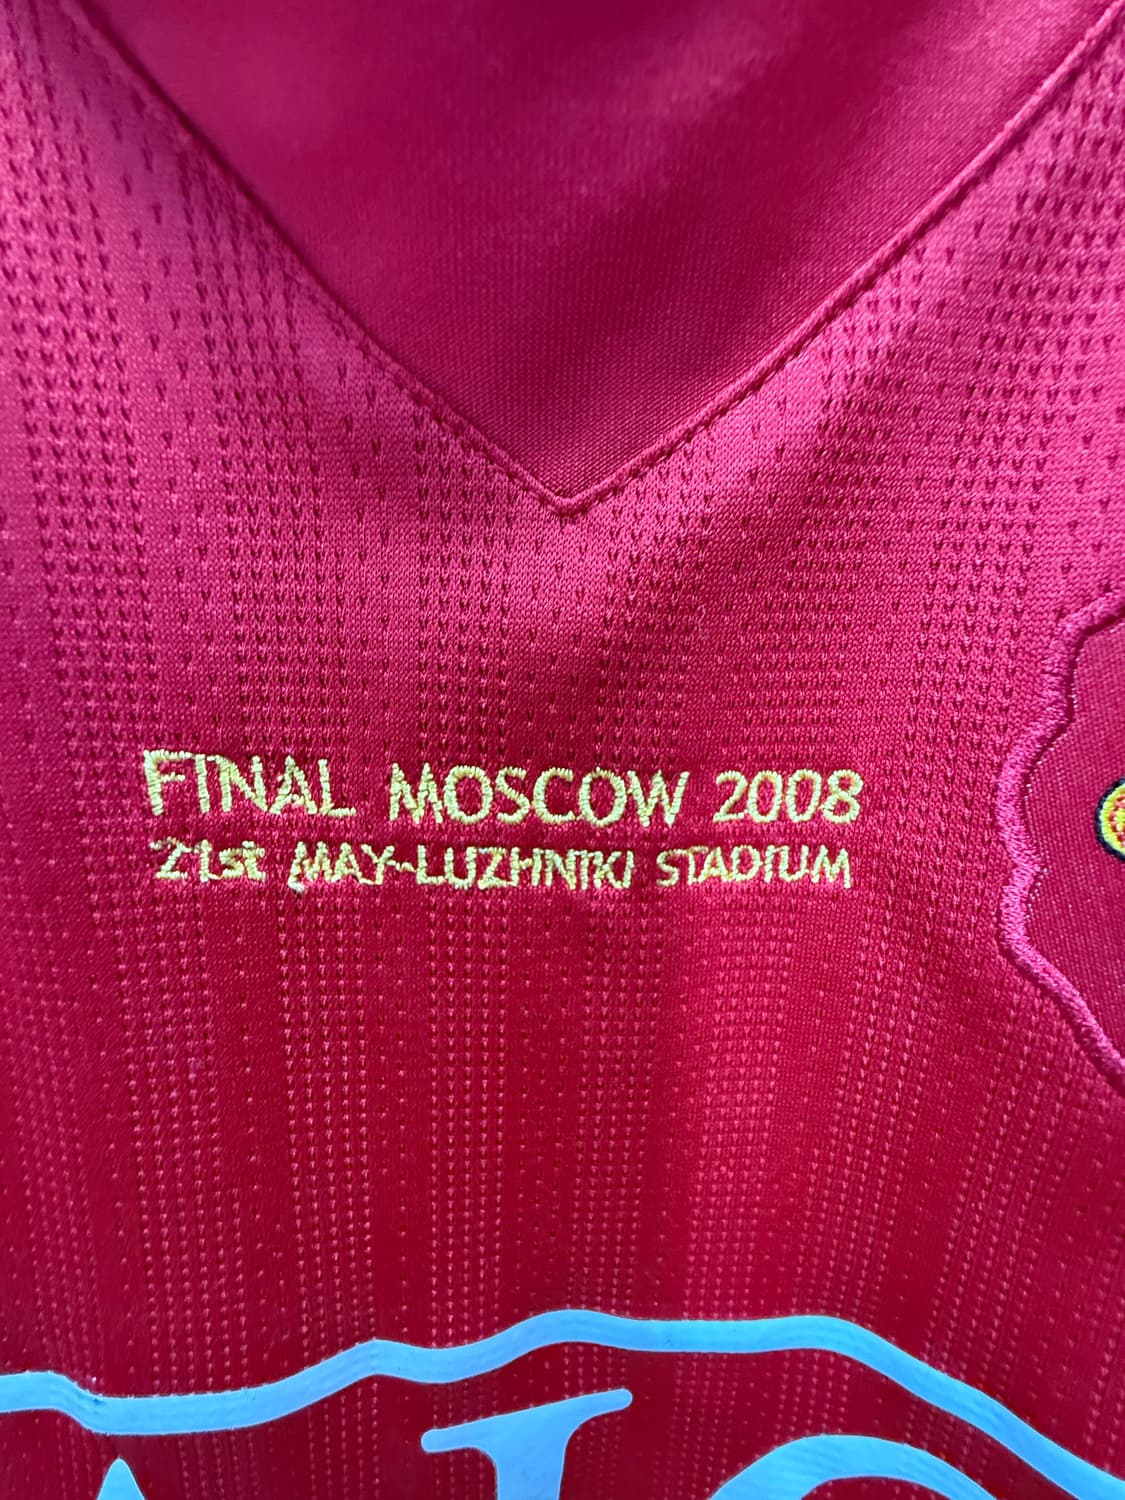 FINAL MOSCOW 2008
21st MAY-LUZHNIKI STADIUM